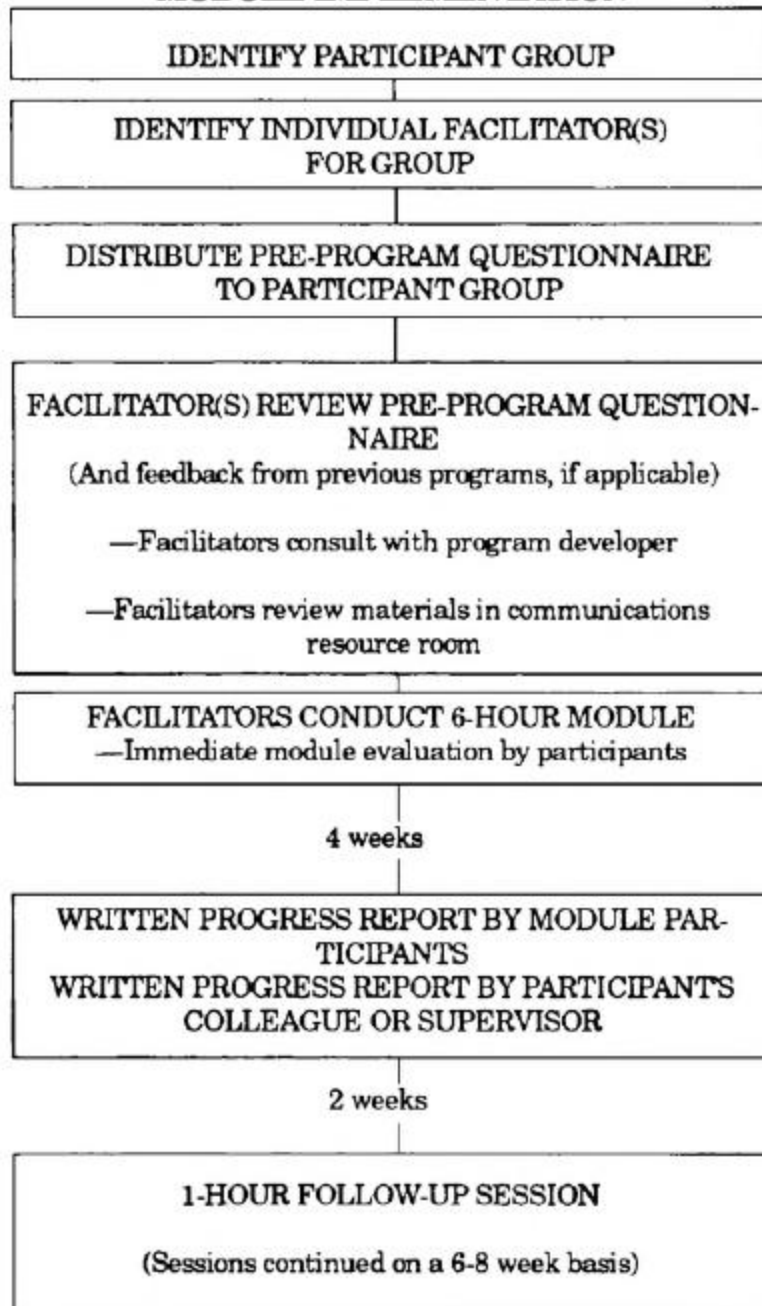 IDENTIFY PARTICIPANT GROUP
IDENTIFY INDIVIDUAL FACILITATOR(S)
FOR GROUP
DISTRIBUTE PRE-PROGRAM QUESTIONNAIRE
TO PARTICIPANT GROUP
FACILITATOR(S) REVIEW PRE-PROGRAM QUESTION-
NAIRE
(And feedback from previous programs, if applicable)
—Facilitators consult with program developer
—Facilitators review materials in communications
resource room
FACILITATORS CONDUCT 6-HOUR MODULE
—Immediate module evaluation by participants
4 weeks
WRITTEN PROGRESS REPORT BY MODULE PAR-
TICIPANTS
WRITTEN PROGRESS REPORT BY PARTICIPANT'S
COLLEAGUE OR SUPERVISOR
2 weeks
1-HOUR FOLLOW-UP SESSION
(Sessions continued on a 6-8 week basis)